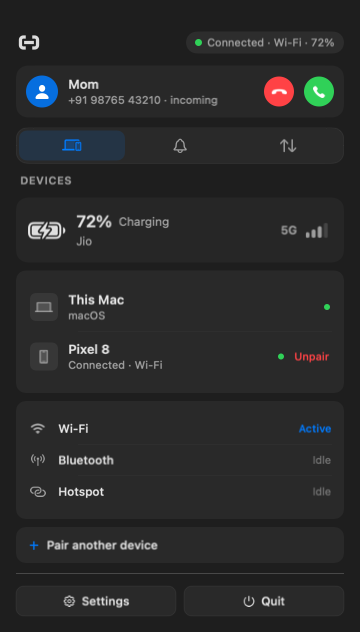 Connected · Wi-Fi · 72%
Mom
+91 98765 43210 · incoming
DEVICES
72% Charging
Jio
5G
This Mac
macOS
Pixel 8
Connected · Wi-Fi
Unpair
Wi-Fi
Active
Bluetooth
Idle
Hotspot
Idle
+ Pair another device
Settings
Quit